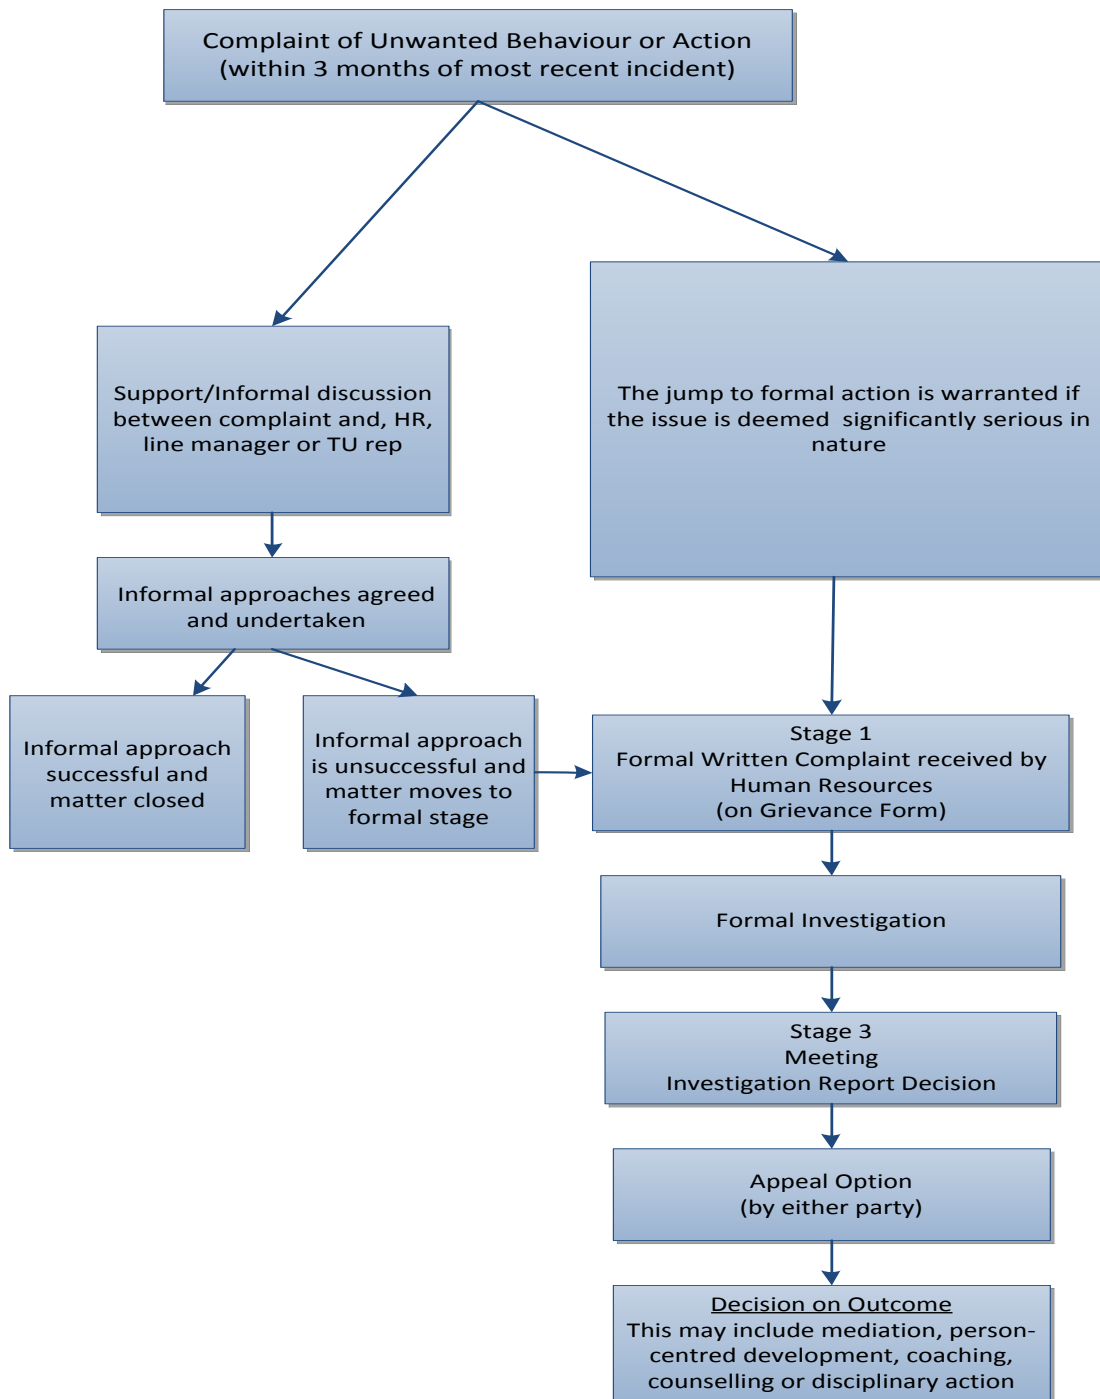 Complaint of Unwanted Behaviour or Action
(within 3 months of most recent incident)
Support/Informal discussion
between complaint and, HR,
line manager or TU rep
The jump to formal action is warranted if
the issue is deemed  significantly serious in
nature
Informal approaches agreed
and undertaken
Informal approach
successful and
matter closed
Informal approach
is unsuccessful and
matter moves to
formal stage
Stage 1
Formal Written Complaint received by
Human Resources
(on Grievance Form)
Formal Investigation
Stage 3
Meeting
Investigation Report Decision
Appeal Option
(by either party)
Decision on Outcome
This may include mediation, person-
centred development, coaching,
counselling or disciplinary action